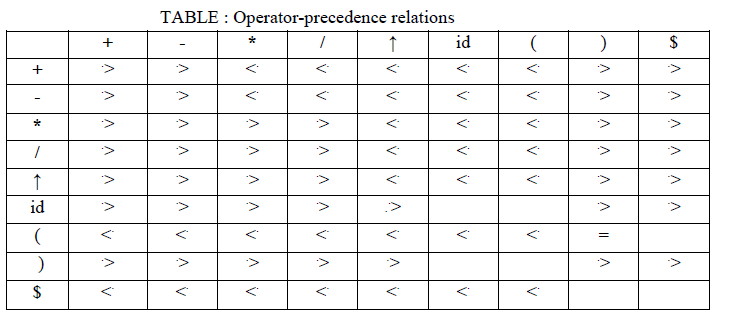 TABLE : Operator-precedence relations
+ - * / ↑ id ( ) $
+ ·> ·> <· <· <· <· <· ·> ·>
- ·> ·> <· <· <· <· <· ·> ·>
* ·> ·> ·> ·> <· <· <· ·> ·>
/ ·> ·> ·> ·> <· <· <· ·> ·>
↑ ·> ·> ·> ·> <· <· <· ·> ·>
id ·> ·> ·> ·> .> ·> ·>
( <· <· <· <· <· <· <· =
) ·> ·> ·> ·> ·> ·> ·>
$ <· <· <· <· <· <· <·